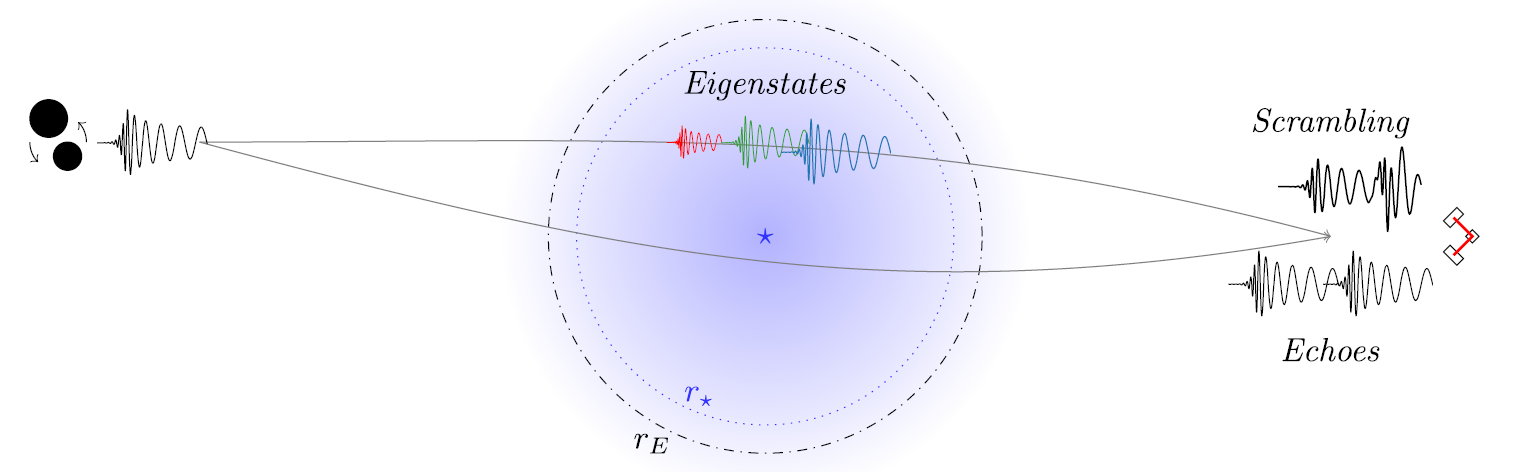 Eigenstates
Scrambling
Echoes
r⋆
r_E